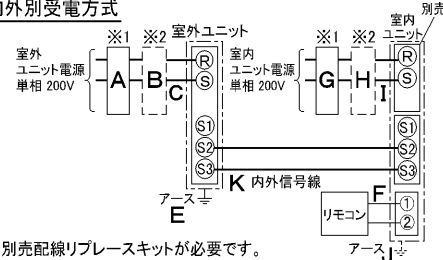 内外別受電方式
別売
※1 ※2 室外ユニット ※1 ※2 室内
ユニット
室外
ユニット電源
単相 200V
A B C R S
室内
ユニット電源
単相 200V
G H I R S
S1 S1
S2 S2
S3 S3
K 内外信号線
アース
E
F
リモコン ① ②
アース
J
別売配線リプレースキットが必要です。